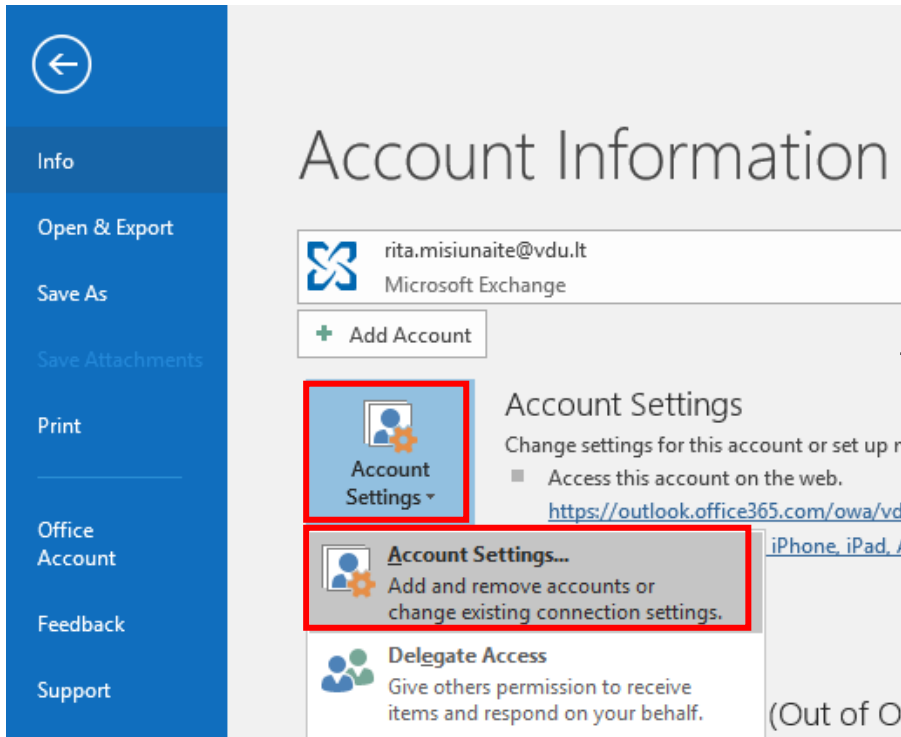 Info
Open & Export
Save As
Save Attachments
Print
Office
Account
Feedback
Support
Account Information
rita.misiunaite@vdu.lt
Microsoft Exchange
Add Account
Account
Settings
Account Settings
Change settings for this account or set up
Access this account on the web.
https://outlook.office365.com/owa/vd
iPhone, iPad,
Account Settings...
Add and remove accounts or
change existing connection settings.
Delegate Access
Give others permission to receive
items and respond on your behalf.
(Out of O